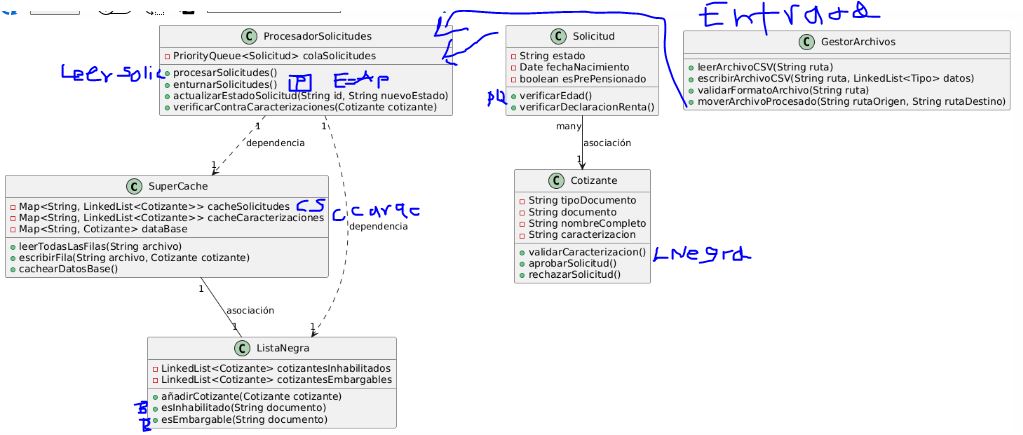 Entrada
C ProcesadorSolicitudes
PriorityQueue<Solicitud> colaSolicitudes
Leer Solic
procesarSolicitudes()
enturnarSolicitudes()
P E=Ap
actualizarEstadoSolicitud(String id, String nuevoEstado)
verificarContraCaracterizaciones(Cotizante cotizante)
C Solicitud
String estado
Date fechaNacimiento
boolean esPrePensionado
verificarEdad()
verificarDeclaracionRenta()
C GestorArchivos
leerArchivoCSV(String ruta)
escribirArchivoCSV(String ruta, LinkedList<Tipo> datos)
validarFormatoArchivo(String ruta)
moverArchivoProcesado(String rutaOrigen, String rutaDestino)
1
1
dependencia
1
many
asociación
1
C SuperCache
Map<String, LinkedList<Cotizante>> cacheSolicitudes
CS
Map<String, LinkedList<Cotizante>> cacheCaracterizaciones
Map<String, Cotizante> dataBase
leerTodasLasFilas(String archivo)
escribirFila(String archivo, Cotizante cotizante)
cachearDatosBase()
dependencia
C Cotizante
String tipoDocumento
String documento
String nombreCompleto
String caracterizacion
validarCaracterizacion()
LNegra
aprobarSolicitud()
rechazarSolicitud()
1
asociación
1
1
C ListaNegra
LinkedList<Cotizante> cotizantesInhabilitados
LinkedList<Cotizante> cotizantesEmbargables
añadirCotizante(Cotizante cotizante)
esInhabilitado(String documento)
esEmbargable(String documento)